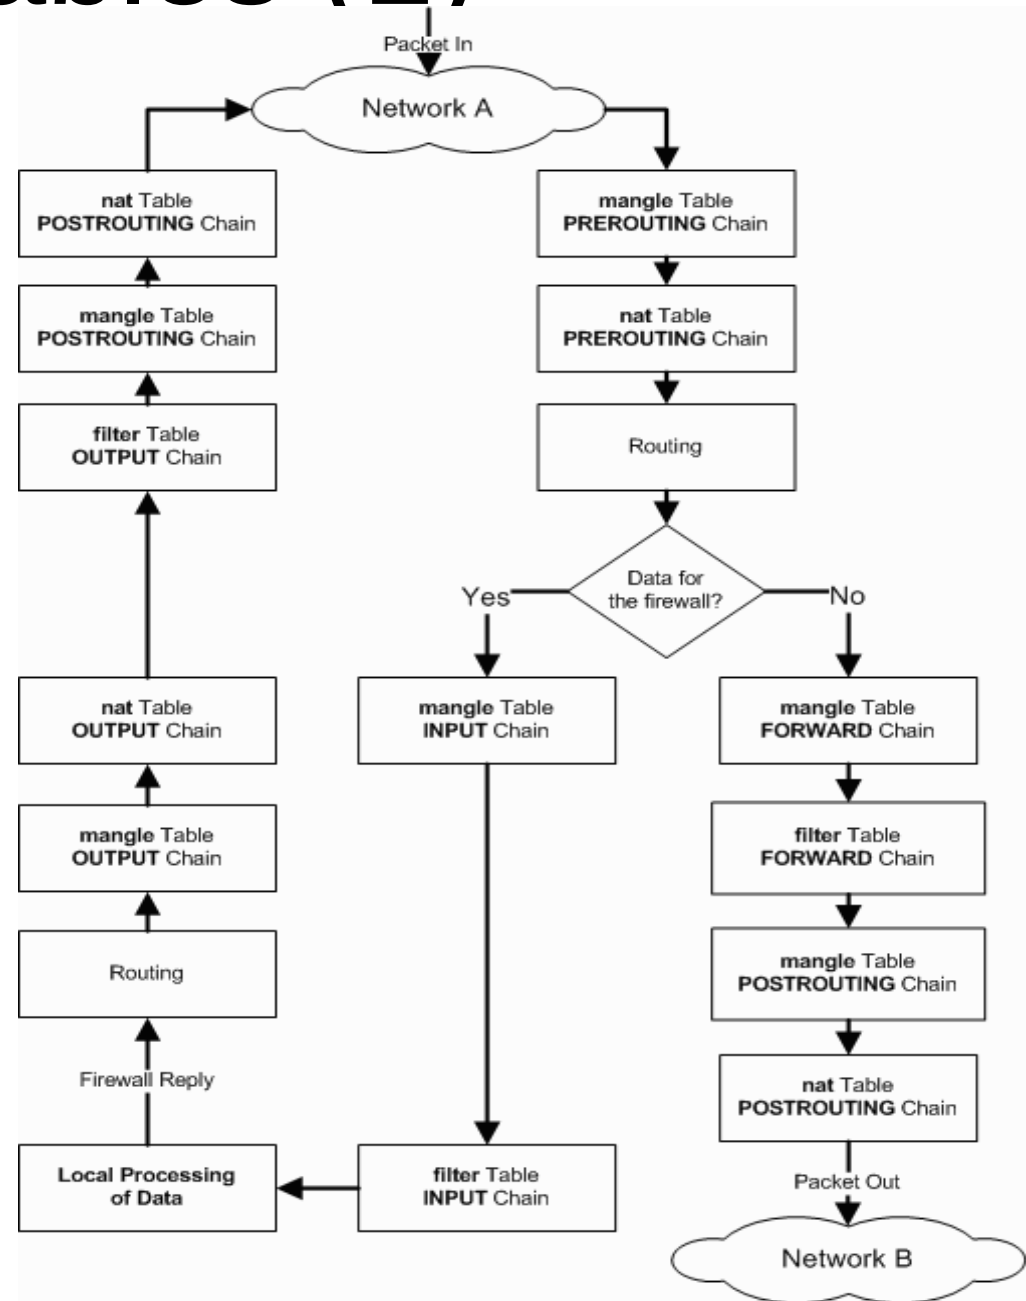 Packet In
Network A
nat Table
POSTROUTING Chain
mangle Table
PREROUTING Chain
mangle Table
POSTROUTING Chain
nat Table
PREROUTING Chain
filter Table
OUTPUT Chain
Routing
Data for
the firewall?
Yes
No
nat Table
OUTPUT Chain
mangle Table
INPUT Chain
mangle Table
FORWARD Chain
mangle Table
OUTPUT Chain
filter Table
FORWARD Chain
Routing
mangle Table
POSTROUTING Chain
Firewall Reply
nat Table
POSTROUTING Chain
Local Processing
of Data
filter Table
INPUT Chain
Packet Out
Network B